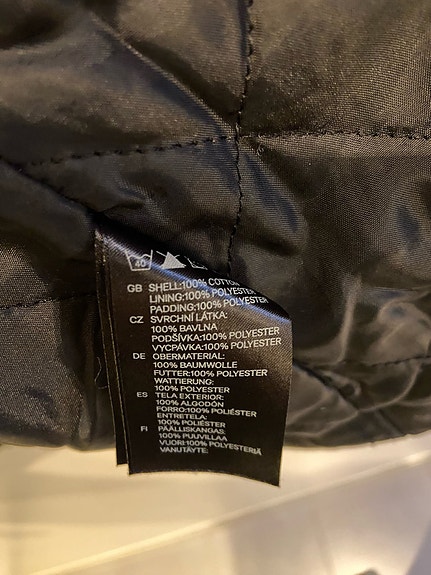 40
GB SHELL:100% COTTON
LINING:100% POLYESTER
PADDING:100% POLYESTER
CZ SVRCHNÍ LÁTKA:
100% BAVLNA
PODŠÍVKA:100% POLYESTER
VYCPÁVKA:100% POLYESTER
DE OBERMATERIAL:
100% BAUMWOLLE
FUTTER:100% POLYESTER
WATTIERUNG:
100% POLYESTER
ES TELA EXTERIOR:
100% ALGODÓN
FORRO:100% POLIÉSTER
ENTRETELA:
100% POLIÉSTER
FI PÄÄLLISKANGAS:
100% PUUVILLAA
VUORI:100% POLYESTERIÄ
VANUTÄYTE: